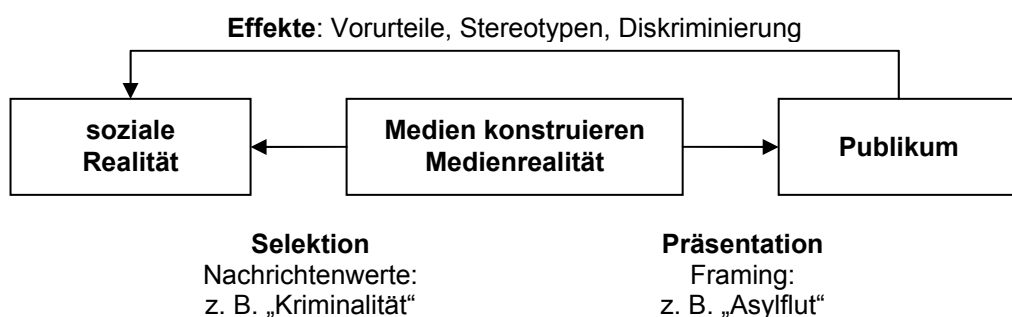 Effekte: Vorurteile, Stereotypen, Diskriminierung
soziale
Realität
Medien konstruieren
Medienrealität
Publikum
Selektion
Nachrichtenwerte:
z. B. „Kriminalität“
Präsentation
Framing:
z. B. „Asylflut“